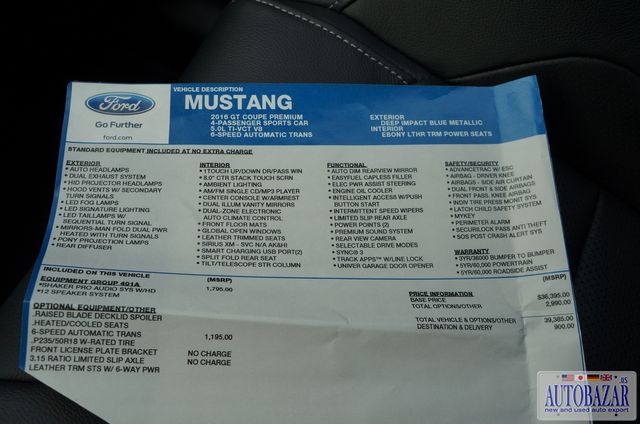 Ford
Go Further
ford.com
VEHICLE DESCRIPTION
MUSTANG
2016 GT COUPE PREMIUM
4-PASSENGER SPORTS CAR
5.0L TI-VCT V8
6-SPEED AUTOMATIC TRANS
EXTERIOR
DEEP IMPACT BLUE METALLIC
INTERIOR
EBONY LTHR TRM POWER SEATS
STANDARD EQUIPMENT INCLUDED AT NO EXTRA CHARGE
EXTERIOR
• AUTO HEADLAMPS
• DUAL EXHAUST SYSTEM
• HID PROJECTOR HEADLAMPS
• HOOD VENTS W/ SECONDARY
TURN SIGNALS
• LED FOG LAMPS
• LED SIGNATURE LIGHTING
• LED TAILLAMPS W/
SEQUENTIAL TURN SIGNAL
• MIRRORS-MAN FOLD DUAL PWR
HEATED WITH TURN SIGNALS
• PONY PROJECTION LAMPS
• REAR DIFFUSER
INTERIOR
• 1TOUCH UP/DOWN DR/PASS WIN
• 8.0" CTR STACK TOUCH SCRN
• AMBIENT LIGHTING
• AM/FM SINGLE CD/MP3 PLAYER
• CENTER CONSOLE W/ARMREST
• DUAL ILLUM VANITY MIRRORS
• DUAL-ZONE ELECTRONIC
AUTO CLIMATE CONTROL
• FRONT FLOOR MATS
• GLOBAL OPEN WINDOWS
• LEATHER TRIMMED SEATS
• SIRIUS XM - SVC N/A AK&HI
• SMART CHARGING USB PORT(2)
• SPLIT FOLD REAR SEAT
• TILT/TELESCOPE STR COLUMN
FUNCTIONAL
• AUTO DIM REARVIEW MIRROR
• EASYFUEL CAPLESS FILLER
• ELEC PWR ASSIST STEERING
• ENGINE OIL COOLER
• INTELLIGENT ACCESS W/PUSH
BUTTON START
• INTERMITTENT SPEED WIPERS
• LIMITED SLIP REAR AXLE
• POWER POINTS (2)
• PREMIUM SOUND SYSTEM
• REAR VIEW CAMERA
• SELECTABLE DRIVE MODES
• SYNC® 3
• TRACK APPS™ W/LINE LOCK
• UNIVER GARAGE DOOR OPENER
SAFETY/SECURITY
• ADVANCETRAC W/ ESC
• AIRBAG - DRIVER KNEE
• AIRBAGS - SIDE AIR CURTAIN
• DUAL FRONT & SIDE AIRBAGS
• FRONT PASS. KNEE AIRBAG
• INDIV TIRE PRESS MONIT SYS
• LATCH CHILD SAFETY SYSTEM
• MYKEY
• PERIMETER ALARM
• SECURILOCK PASS ANTI THEFT
• SOS POST CRASH ALERT SYS
WARRANTY
• 3YR/36000 BUMPER TO BUMPER
• 5YR/60,000 POWERTRAIN
• 5YR/60,000 ROADSIDE ASSIST
INCLUDED ON THIS VEHICLE
(MSRP)
EQUIPMENT GROUP 401A
1,795.00
•SHAKER PRO AUDIO SYS W/HD
•12 SPEAKER SYSTEM
OPTIONAL EQUIPMENT/OTHER
.RAISED BLADE DECKLID SPOILER
.HEATED/COOLED SEATS
6-SPEED AUTOMATIC TRANS 1,195.00
.P235/50R18 W-RATED TIRE
FRONT LICENSE PLATE BRACKET NO CHARGE
3.15 RATIO LIMITED SLIP AXLE NO CHARGE
LEATHER TRM STS W/ 6-WAY PWR
PRICE INFORMATION
(MSRP)
BASE PRICE $36,395.00
TOTAL OPTIONS/OTHER 2,990.00
TOTAL VEHICLE & OPTIONS/OTHER 39,385.00
DESTINATION & DELIVERY 900.00
AUTOBAZAR.US
new and used auto export